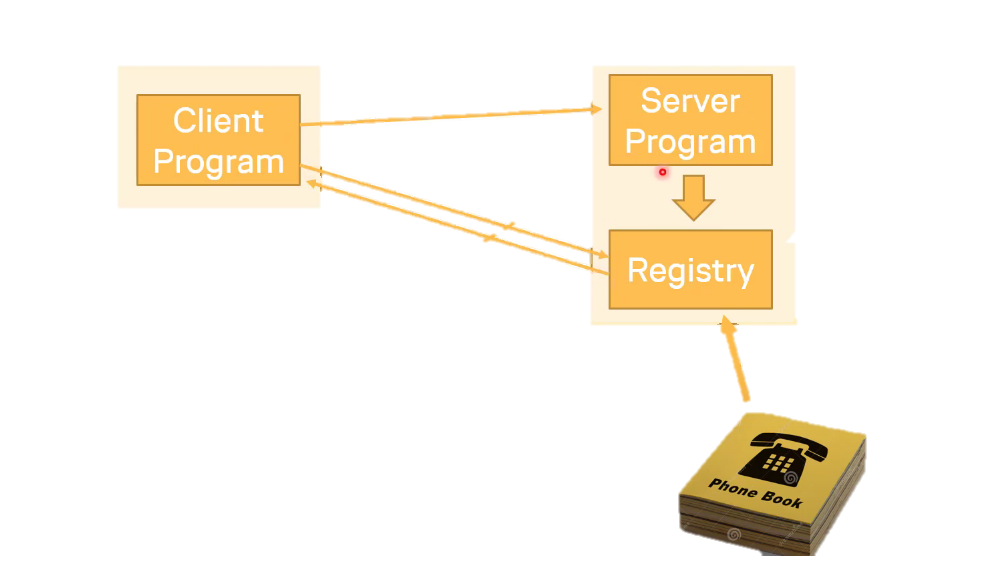 Client
Program
Server
Program
Registry
Phone Book